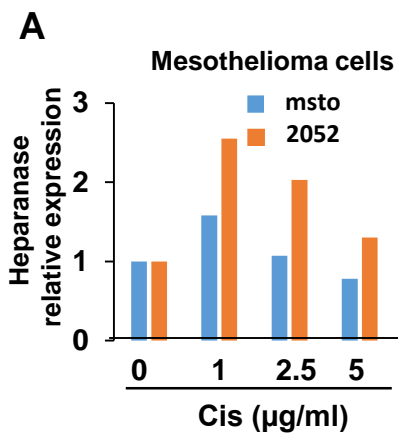 A
Mesothelioma cells
msto
2052
Heparanase
relative expression
3
2
1
0
0 1 2.5 5
Cis (µg/ml)